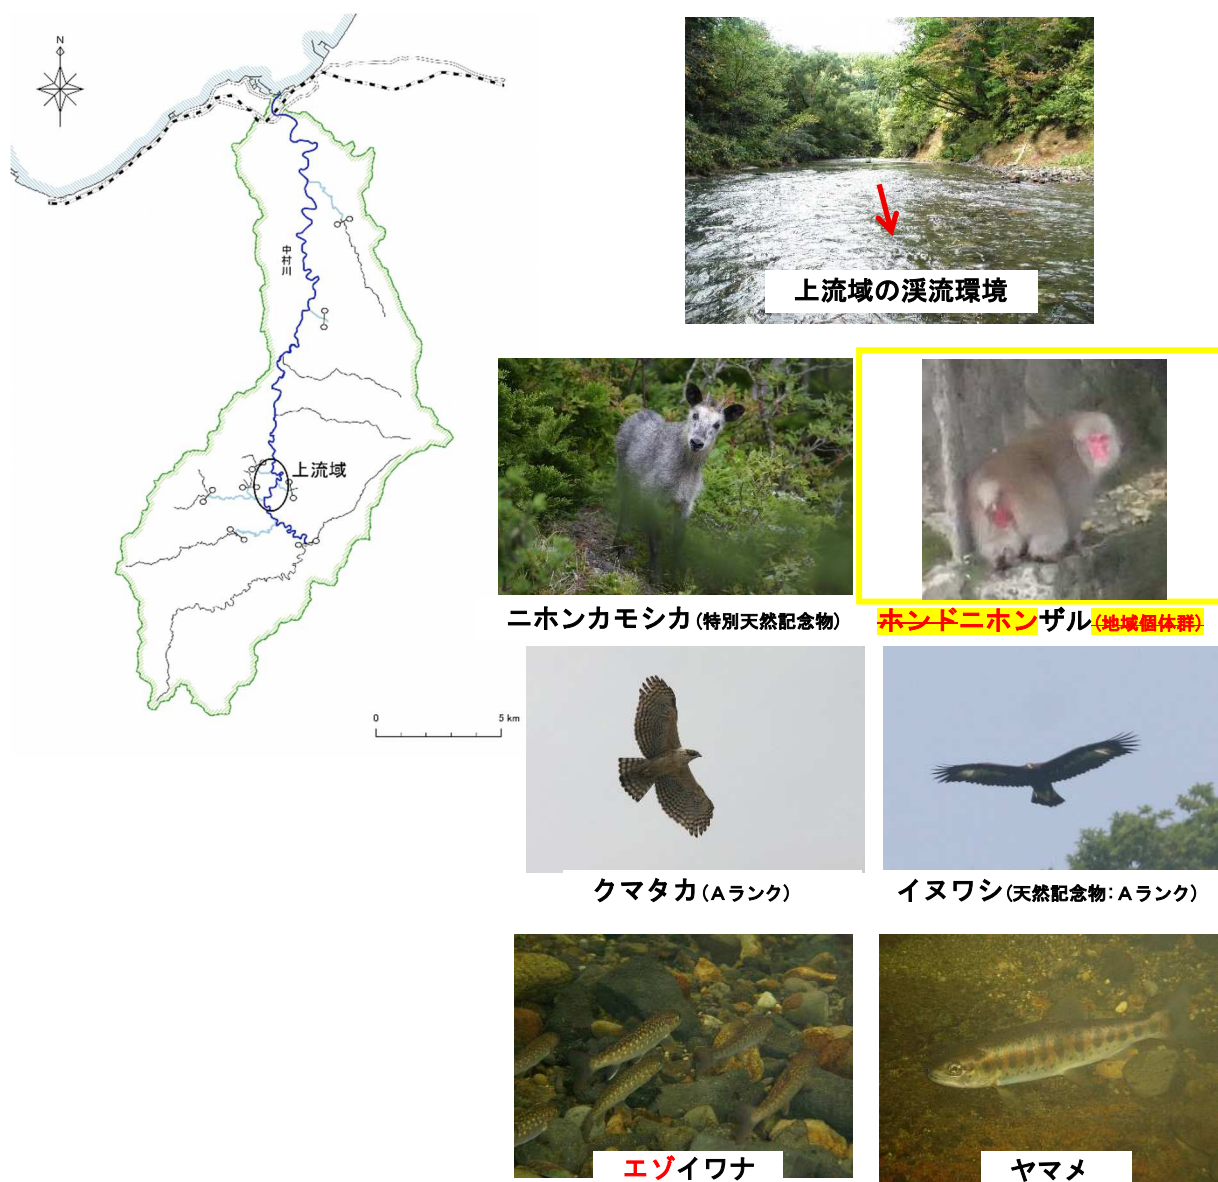 N
中村川
上流域
0 5 km
上流域の渓流環境
ニホンカモシカ(特別天然記念物)
ホンドニホンザル(地域個体群)
クマタカ(Aランク)
イヌワシ(天然記念物:Aランク)
エゾイワナ
ヤマメ